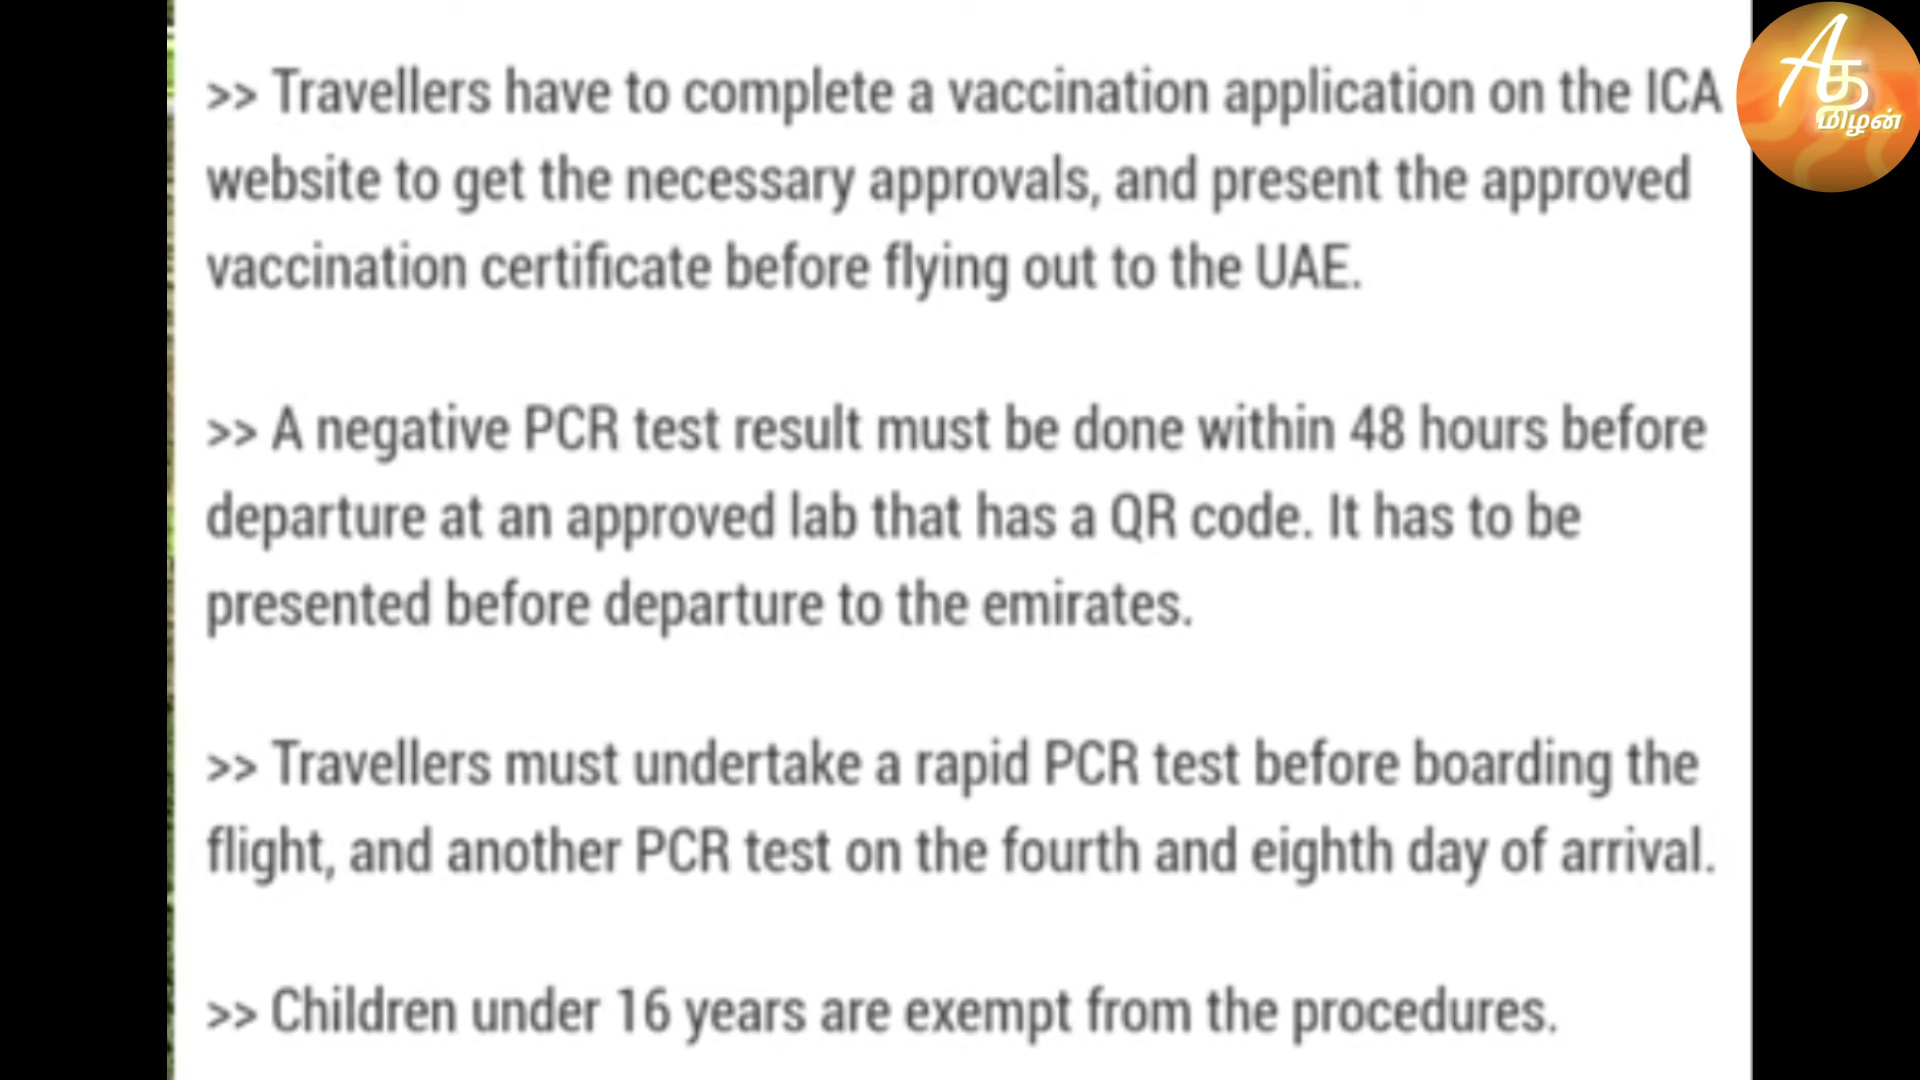 >> Travellers have to complete a vaccination application on the ICA
website to get the necessary approvals, and present the approved
vaccination certificate before flying out to the UAE.
>> A negative PCR test result must be done within 48 hours before
departure at an approved lab that has a QR code. It has to be
presented before departure to the emirates.
>> Travellers must undertake a rapid PCR test before boarding the
flight, and another PCR test on the fourth and eighth day of arrival.
>> Children under 16 years are exempt from the procedures.
A த
மிழன்